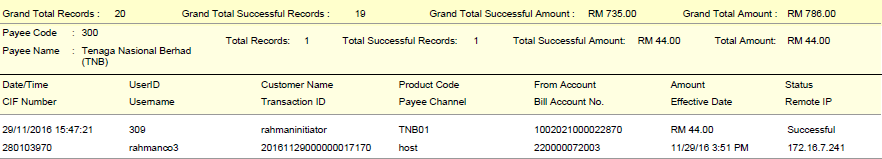 Grand Total Records : 20 Grand Total Successful Records : 19 Grand Total Successful Amount : RM 735.00 Grand Total Amount : RM 786.00
Payee Code : 300
Total Records: 1 Total Successful Records: 1 Total Successful Amount: RM 44.00 Total Amount: RM 44.00
Payee Name : Tenaga Nasional Berhad
(TNB)
Date/Time UserID Customer Name Product Code From Account Amount Status
CIF Number Username Transaction ID Payee Channel Bill Account No. Effective Date Remote IP
29/11/2016 15:47:21 309 rahmaninitiator TNB01 1002021000022870 RM 44.00 Successful
280103970 rahmanco3 20161129000000017170 host 220000072003 11/29/16 3:51 PM 172.16.7.241